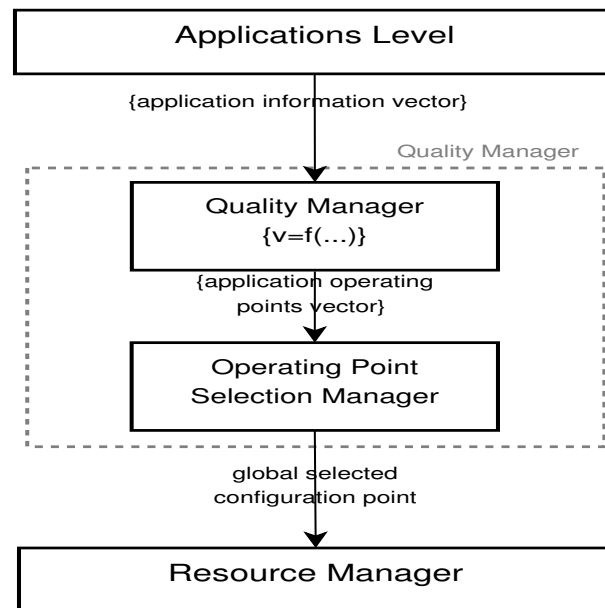 Applications Level
{application information vector}
Quality Manager
Quality Manager
{v=f(...)}
{application operating
points vector}
Operating Point
Selection Manager
global selected
configuration point
Resource Manager